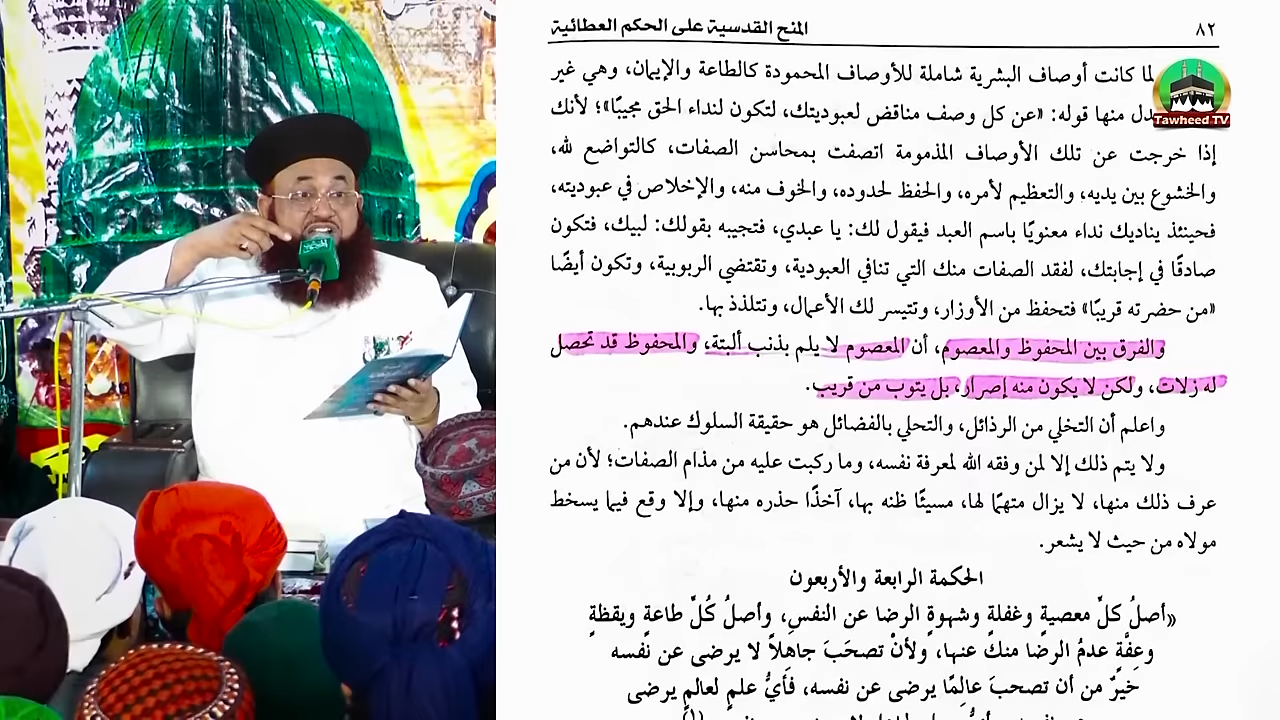 المنح القدسية على الحكم العطائية
٨٢
لما كانت أوصاف البشرية شاملة للأوصاف المحمودة كالطاعة والإيمان، وهي غير
منها قوله: «عن كل وصف مناقض لعبوديتك، لتكون لنداء الحق مجيبًا»؛ لأنك
إذا خرجت عن تلك الأوصاف المذمومة اتصفت بمحاسن الصفات، كالتواضع لله،
والخشوع بين يديه، والتعظيم لأمره، والحفظ لحدوده، والخوف منه، والإخلاص في عبوديته،
فحينئذ يناديك نداء معنويًا باسم العبد فيقول لك: يا عبدي، فتجيبه بقولك: لبيك، فتكون
صادقًا في إجابتك، لفقد الصفات منك التي تنافي العبودية، وتقتضي الربوبية، وتكون أيضًا
«من حضرته قريبًا» فتحفظ من الأوزار، وتتيسر لك الأعمال، وتتلذذ بها.
والفرق بين المحفوظ والمعصوم، أن المعصوم لا يلم بذنب ألبتة، والمحفوظ قد تحصل
له زلات، ولكن لا يكون منه إصرار، بل يتوب من قريب.
واعلم أن التخلي من الرذائل، والتحلي بالفضائل هو حقيقة السلوك عندهم.
ولا يتم ذلك إلا لمن وفقه الله لمعرفة نفسه، وما ركبت عليه من مذام الصفات؛ لأن من
عرف ذلك منها، لا يزال متهمًا لها، مسيئًا ظنه بها، آخذًا حذره منها، وإلا وقع فيما يسخط
مولاه من حيث لا يشعر.
الحكمة الرابعة والأربعون
«أصلُ كلِّ معصيةٍ وغفلةٍ وشهوةٍ الرضا عن النفسِ، وأصلُ كُلِّ طاعةٍ ويقظةٍ
وعِفَّةٍ عدمُ الرضا منكَ عنها، ولأنْ تصحَبَ جاهِلاً لا يرضى عن نفسه
خيرٌ من أن تصحبَ عالِمًا يرضى عن نفسه، فأيُّ علمٍ لعالمٍ يرضى
Tawheed TV